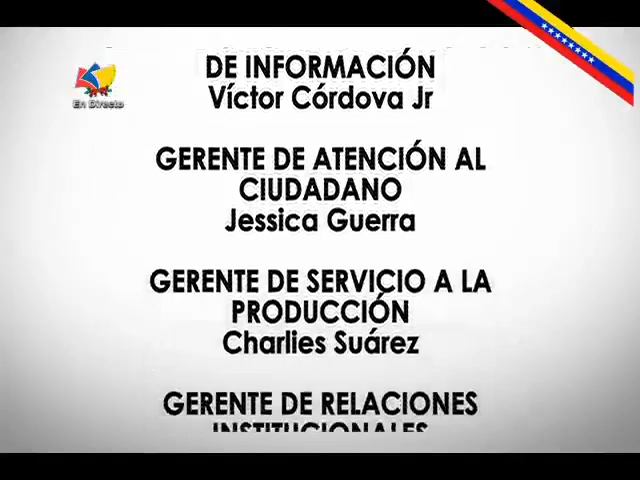 DE INFORMACIÓN
Víctor Córdova Jr
En Directo
GERENTE DE ATENCIÓN AL
CIUDADANO
Jessica Guerra
GERENTE DE SERVICIO A LA
PRODUCCIÓN
Charlies Suárez
GERENTE DE RELACIONES
INSTITUCIONALES